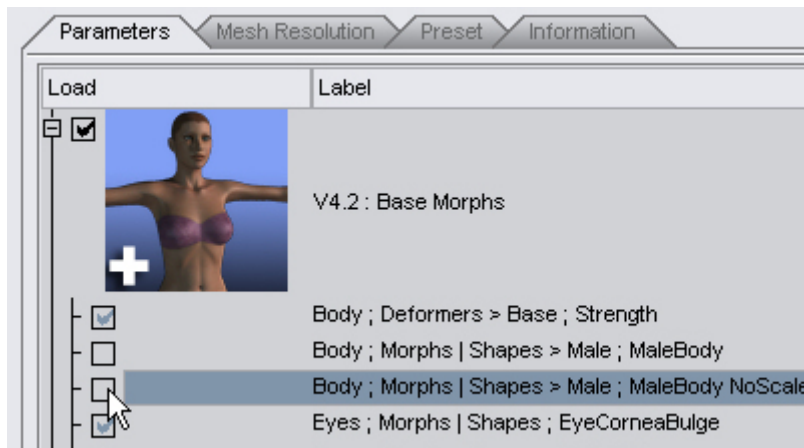 Parameters Mesh Resolution Preset Information
Load Label
V4.2 : Base Morphs
Body ; Deformers > Base ; Strength
Body ; Morphs | Shapes > Male ; MaleBody
Body ; Morphs | Shapes > Male ; MaleBody NoScale
Eyes ; Morphs | Shapes ; EyeCorneaBulge